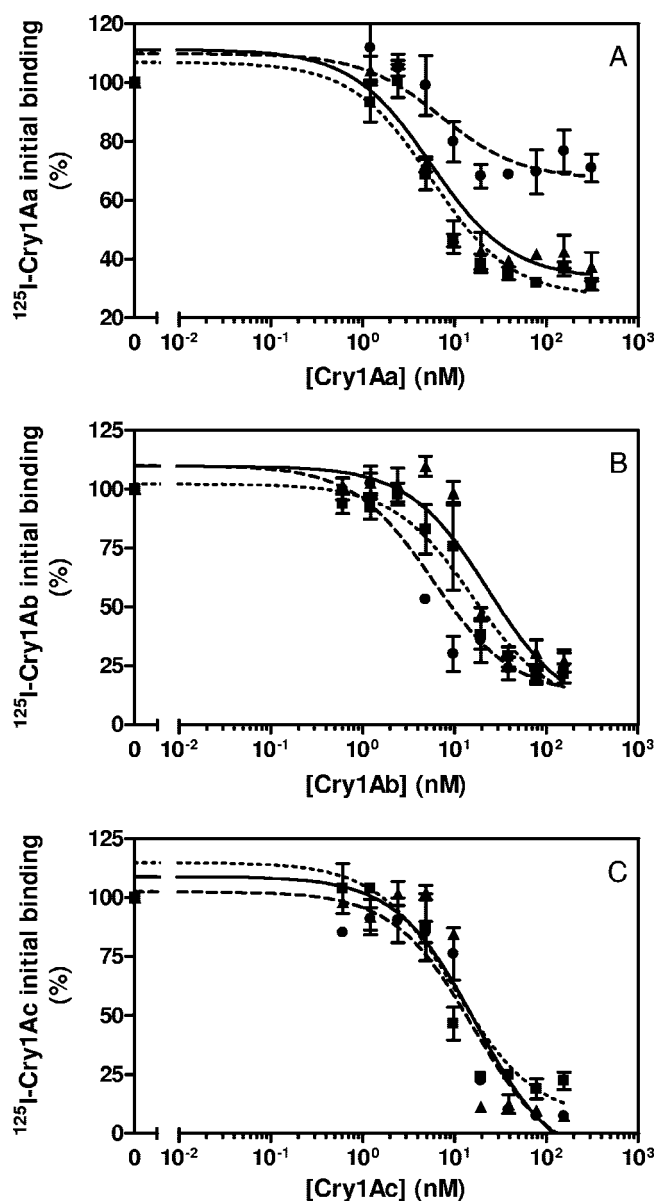 A
¹²⁵I-Cry1Aa initial binding
(%)
120
100
80
60
40
20
0 10⁻² 10⁻¹ 10⁰ 10¹ 10² 10³
[Cry1Aa] (nM)
B
¹²⁵I-Cry1Ab initial binding
(%)
125
100
75
50
25
0
0 10⁻² 10⁻¹ 10⁰ 10¹ 10² 10³
[Cry1Ab] (nM)
C
¹²⁵I-Cry1Ac initial binding
(%)
125
100
75
50
25
0
0 10⁻² 10⁻¹ 10⁰ 10¹ 10² 10³
[Cry1Ac] (nM)